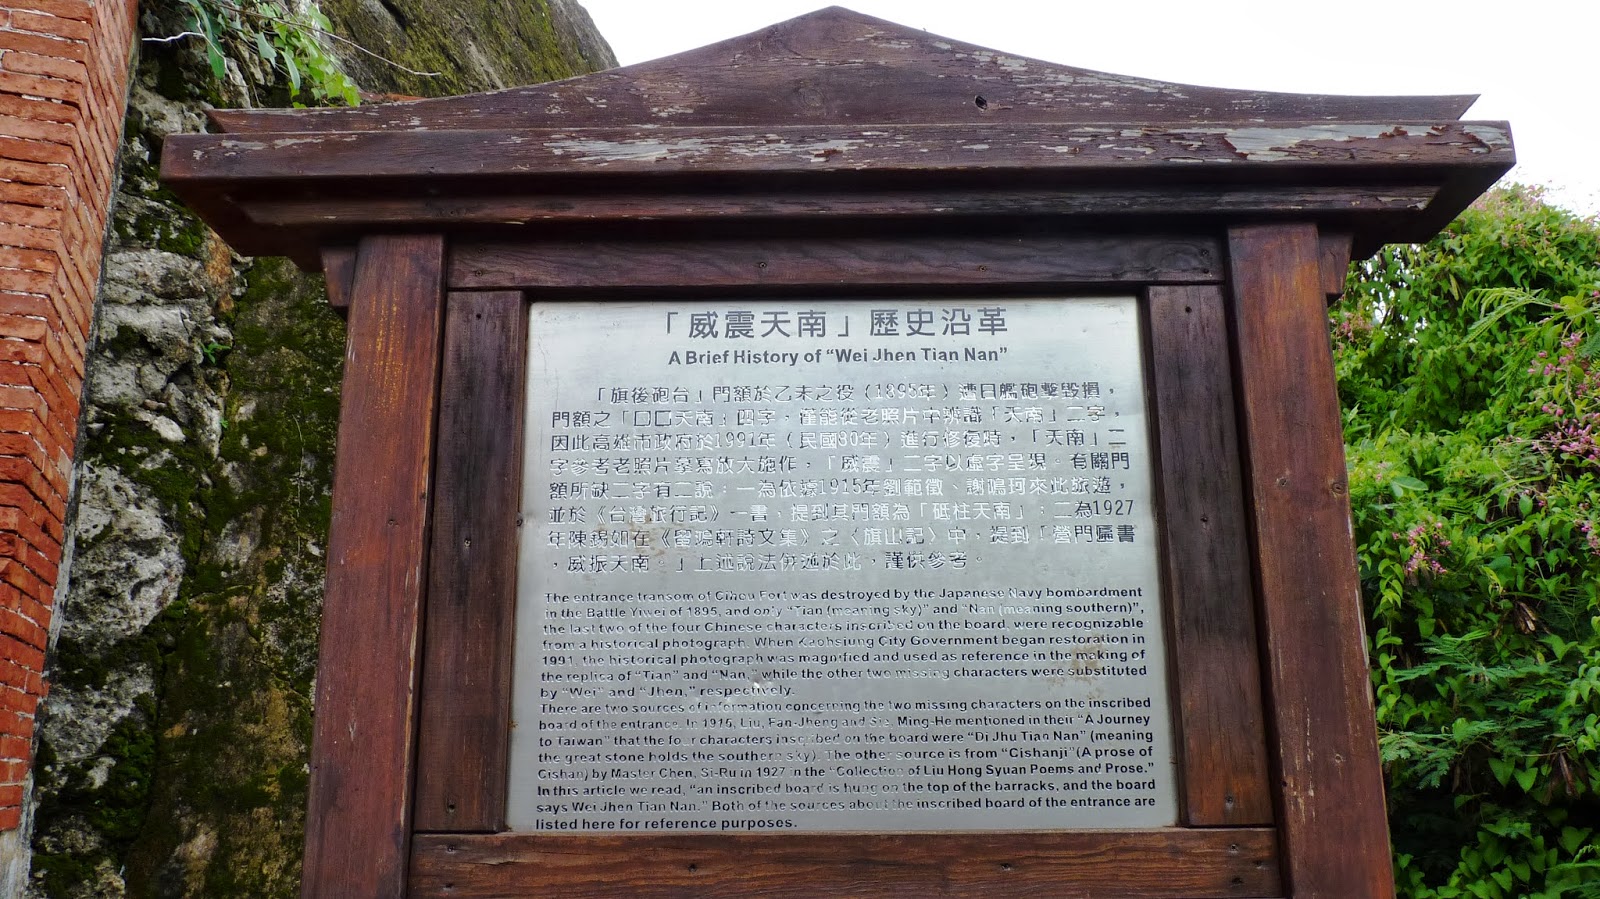 「威震天南」歷史沿革
A Brief History of “Wei Jhen Tian Nan”
「旗後砲台」門額於乙未之役（1895年）遭日艦砲擊毀損，
門額之「口口天南」四字，僅能從老照片中辨識「天南」二字，
因此高雄市政府於1991年（民國80年）進行修復時，「天南」二
字參考老照片摹寫放大施作，「威震」二字以虛字呈現。有關門
額所缺二字有二說：一為依據1915年劉範徵、謝鳴珂來此旅遊，
並於《台灣旅行記》一書，提到其門額為「砥柱天南」；二為1927
年陳錫如在《留鴻軒詩文集》之〈旗山記〉中，提到「營門匾書
，威振天南。」上述說法併述於此，謹供參考。
The entrance transom of Cihou Fort was destroyed by the Japanese Navy bombardment
in the Battle Yiwei of 1895, and only “Tian (meaning sky)” and “Nan (meaning southern)”,
the last two of the four Chinese characters inscribed on the board, were recognizable
from a historical photograph. When Kaohsiung City Government began restoration in
1991, the historical photograph was magnified and used as reference in the making of
the replica of “Tian” and “Nan,” while the other two missing characters were substituted
by “Wei” and “Jhen,” respectively.
There are two sources of information concerning the two missing characters on the inscribed
board of the entrance. In 1915, Liu, Fan-Jheng and Sie, Ming-He mentioned in their “A Journey
to Taiwan” that the four characters inscribed on the board were “Di Jhu Tian Nan” (meaning
the great stone holds the southern sky). The other source is from “Cishanji”(A prose of
Cishan) by Master Chen, Si-Ru in 1927 in the “Collection of Liu Hong Syuan Poems and Prose.”
In this article we read, “an inscribed board is hung on the top of the barracks, and the board
says Wei Jhen Tian Nan.” Both of the sources about the inscribed board of the entrance are
listed here for reference purposes.